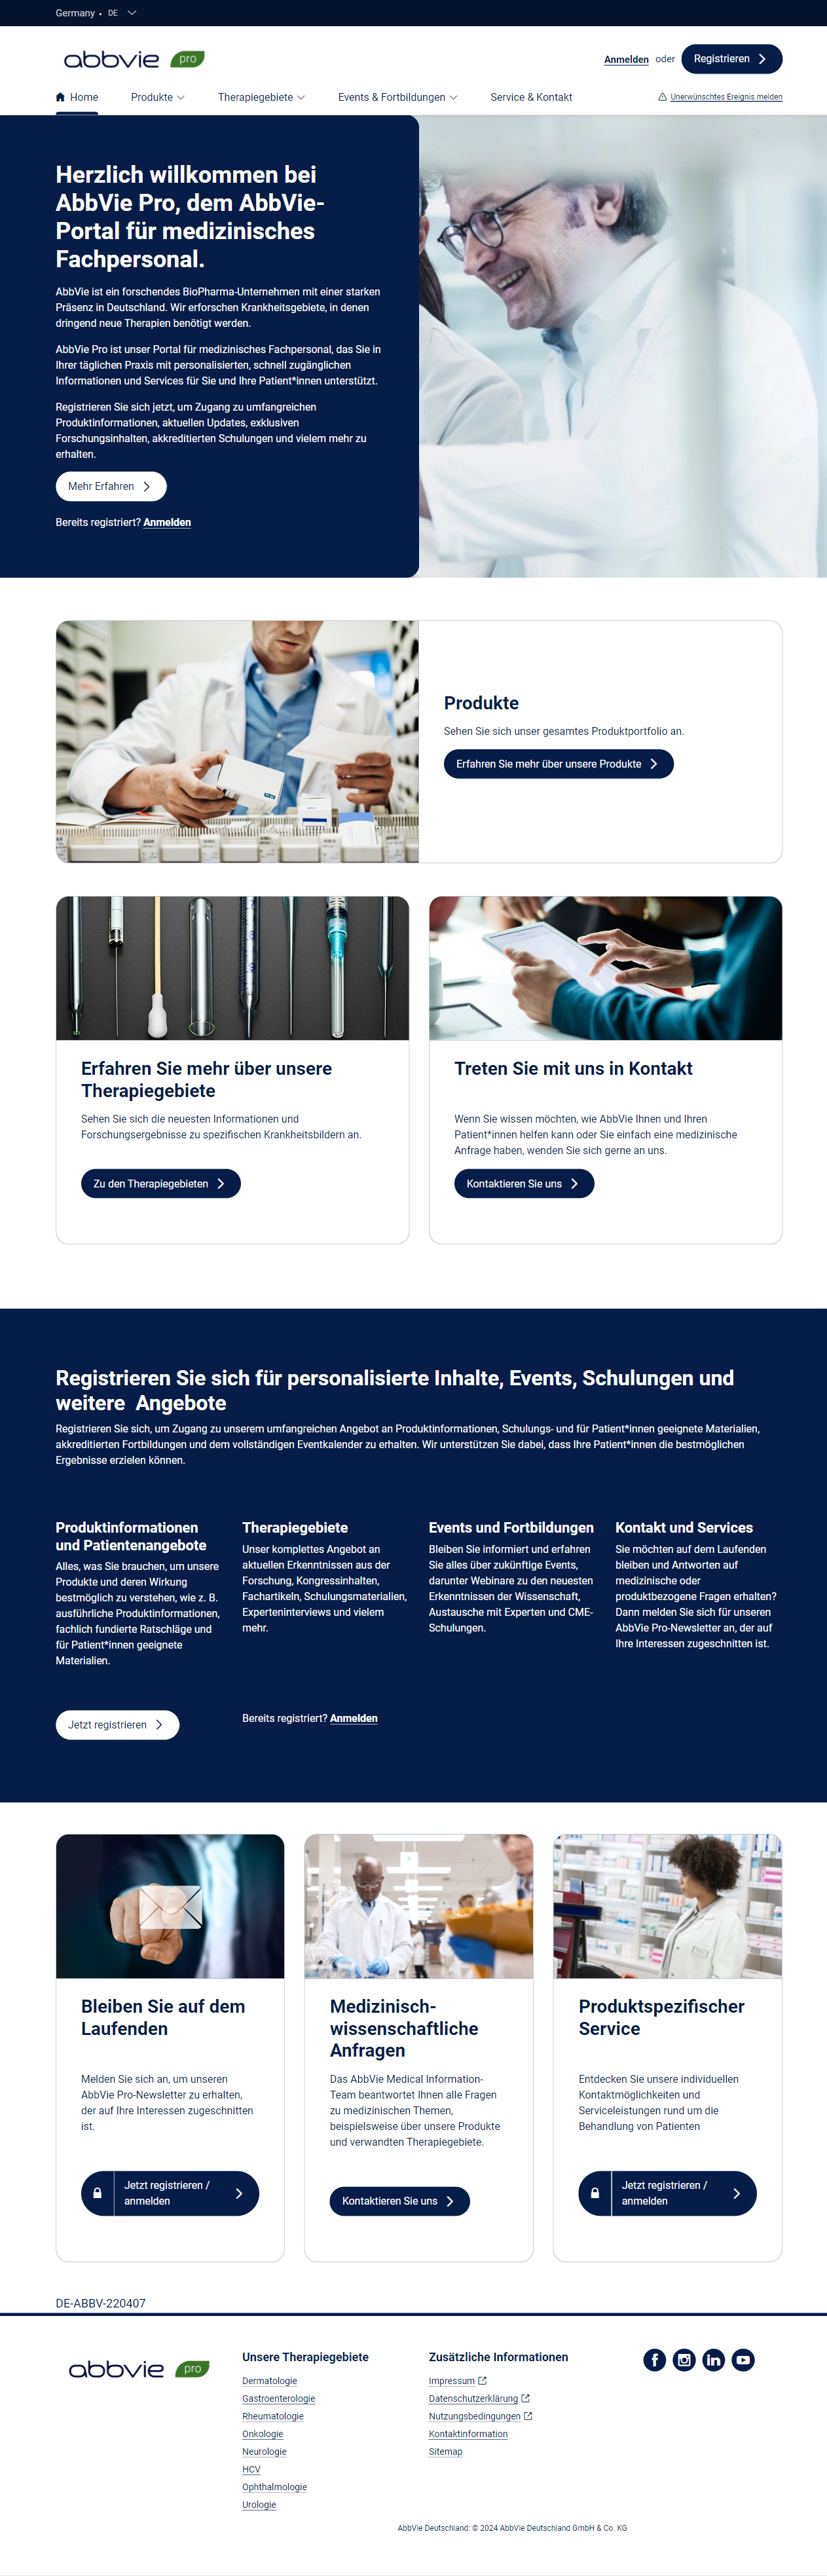 Germany • DE
abbvie pro
Anmelden oder Registrieren
Home Produkte Therapiegebiete Events & Fortbildungen Service & Kontakt Unerwünschtes Ereignis melden
Herzlich willkommen bei
AbbVie Pro, dem AbbVie-
Portal für medizinisches
Fachpersonal.
AbbVie ist ein forschendes BioPharma-Unternehmen mit einer starken
Präsenz in Deutschland. Wir erforschen Krankheitsgebiete, in denen
dringend neue Therapien benötigt werden.
AbbVie Pro ist unser Portal für medizinisches Fachpersonal, das Sie in
Ihrer täglichen Praxis mit personalisierten, schnell zugänglichen
Informationen und Services für Sie und Ihre Patient*innen unterstützt.
Registrieren Sie sich jetzt, um Zugang zu umfangreichen
Produktinformationen, aktuellen Updates, exklusiven
Forschungsinhalten, akkreditierten Schulungen und vielem mehr zu
erhalten.
Mehr Erfahren
Bereits registriert? Anmelden
Produkte
Sehen Sie sich unser gesamtes Produktportfolio an.
Erfahren Sie mehr über unsere Produkte
Erfahren Sie mehr über unsere
Therapiegebiete
Sehen Sie sich die neuesten Informationen und
Forschungsergebnisse zu spezifischen Krankheitsbildern an.
Zu den Therapiegebieten
Treten Sie mit uns in Kontakt
Wenn Sie wissen möchten, wie AbbVie Ihnen und Ihren
Patient*innen helfen kann oder Sie einfach eine medizinische
Anfrage haben, wenden Sie sich gerne an uns.
Kontaktieren Sie uns
Registrieren Sie sich für personalisierte Inhalte, Events, Schulungen und
weitere  Angebote
Registrieren Sie sich, um Zugang zu unserem umfangreichen Angebot an Produktinformationen, Schulungs- und für Patient*innen geeignete Materialien,
akkreditierten Fortbildungen und dem vollständigen Eventkalender zu erhalten. Wir unterstützen Sie dabei, dass Ihre Patient*innen die bestmöglichen
Ergebnisse erzielen können.
Produktinformationen
und Patientenangebote
Alles, was Sie brauchen, um unsere
Produkte und deren Wirkung
bestmöglich zu verstehen, wie z. B.
ausführliche Produktinformationen,
fachlich fundierte Ratschläge und
für Patient*innen geeignete
Materialien.
Therapiegebiete
Unser komplettes Angebot an
aktuellen Erkenntnissen aus der
Forschung, Kongressinhalten,
Fachartikeln, Schulungsmaterialien,
Experteninterviews und vielem
mehr.
Events und Fortbildungen
Bleiben Sie informiert und erfahren
Sie alles über zukünftige Events,
darunter Webinare zu den neuesten
Erkenntnissen der Wissenschaft,
Austausche mit Experten und CME-
Schulungen.
Kontakt und Services
Sie möchten auf dem Laufenden
bleiben und Antworten auf
medizinische oder
produktbezogene Fragen erhalten?
Dann melden Sie sich für unseren
AbbVie Pro-Newsletter an, der auf
Ihre Interessen zugeschnitten ist.
Jetzt registrieren
Bereits registriert? Anmelden
Bleiben Sie auf dem
Laufenden
Melden Sie sich an, um unseren
AbbVie Pro-Newsletter zu erhalten,
der auf Ihre Interessen zugeschnitten
ist.
Jetzt registrieren /
anmelden
Medizinisch-
wissenschaftliche
Anfragen
Das AbbVie Medical Information-
Team beantwortet Ihnen alle Fragen
zu medizinischen Themen,
beispielsweise über unsere Produkte
und verwandten Therapiegebiete.
Kontaktieren Sie uns
Produktspezifischer
Service
Entdecken Sie unsere individuellen
Kontaktmöglichkeiten und
Serviceleistungen rund um die
Behandlung von Patienten
Jetzt registrieren /
anmelden
DE-ABBV-220407
abbvie pro
Unsere Therapiegebiete
Dermatologie
Gastroenterologie
Rheumatologie
Onkologie
Neurologie
HCV
Ophthalmologie
Urologie
Zusätzliche Informationen
Impressum
Datenschutzerklärung
Nutzungsbedingungen
Kontaktinformation
Sitemap
AbbVie Deutschland: © 2024 AbbVie Deutschland GmbH & Co. KG